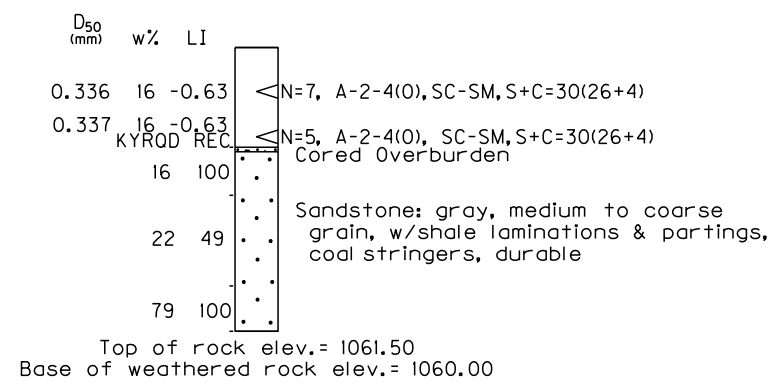 D50
(mm) w% LI
0.336 16 -0.63 N=7, A-2-4(0), SC-SM, S+C=30(26+4)
0.337 16 -0.63 N=5, A-2-4(0), SC-SM, S+C=30(26+4)
KYRQD REC
Cored Overburden
16 100
Sandstone: gray, medium to coarse
22 49 grain, w/shale laminations & partings,
coal stringers, durable
79 100
Top of rock elev.= 1061.50
Base of weathered rock elev.= 1060.00